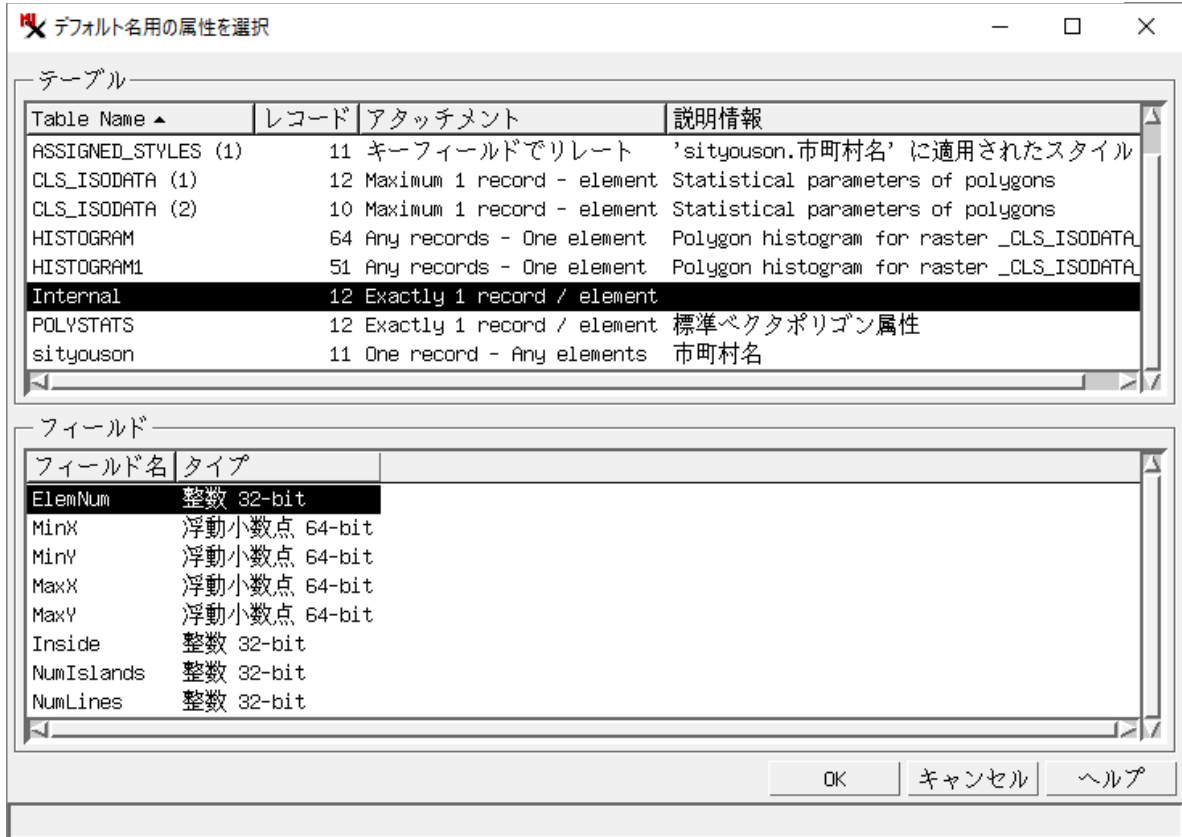 デフォルト名用の属性を選択
テーブル
Table Name レコード アタッチメント 説明情報
ASSIGNED_STYLES (1) 11 キーフィールドでリレート 'sityouson.市町村名' に適用されたスタイル
CLS_ISODATA (1) 12 Maximum 1 record - element Statistical parameters of polygons
CLS_ISODATA (2) 10 Maximum 1 record - element Statistical parameters of polygons
HISTOGRAM 64 Any records - One element Polygon histogram for raster _CLS_ISODATA_
HISTOGRAM1 51 Any records - One element Polygon histogram for raster _CLS_ISODATA_
Internal 12 Exactly 1 record / element
POLYSTATS 12 Exactly 1 record / element 標準ベクタポリゴン属性
sityouson 11 One record - Any elements 市町村名
フィールド
フィールド名 タイプ
ElemNum 整数 32-bit
MinX 浮動小数点 64-bit
MinY 浮動小数点 64-bit
MaxX 浮動小数点 64-bit
MaxY 浮動小数点 64-bit
Inside 整数 32-bit
NumIslands 整数 32-bit
NumLines 整数 32-bit
OK キャンセル ヘルプ